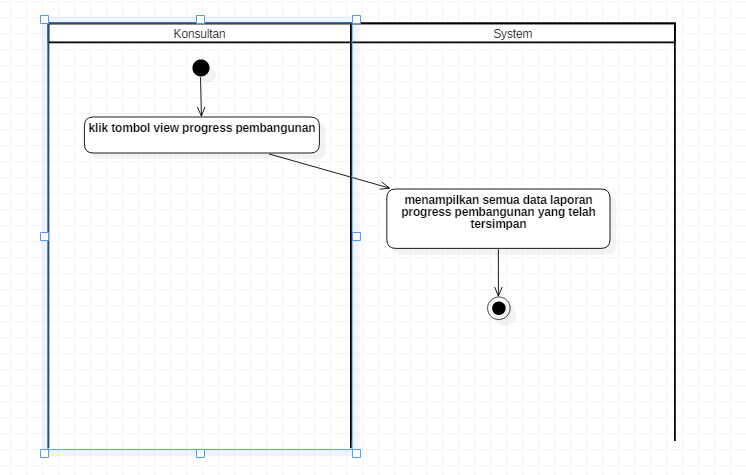 Konsultan
System
klik tombol view progress pembangunan
menampilkan semua data laporan
progress pembangunan yang telah
tersimpan